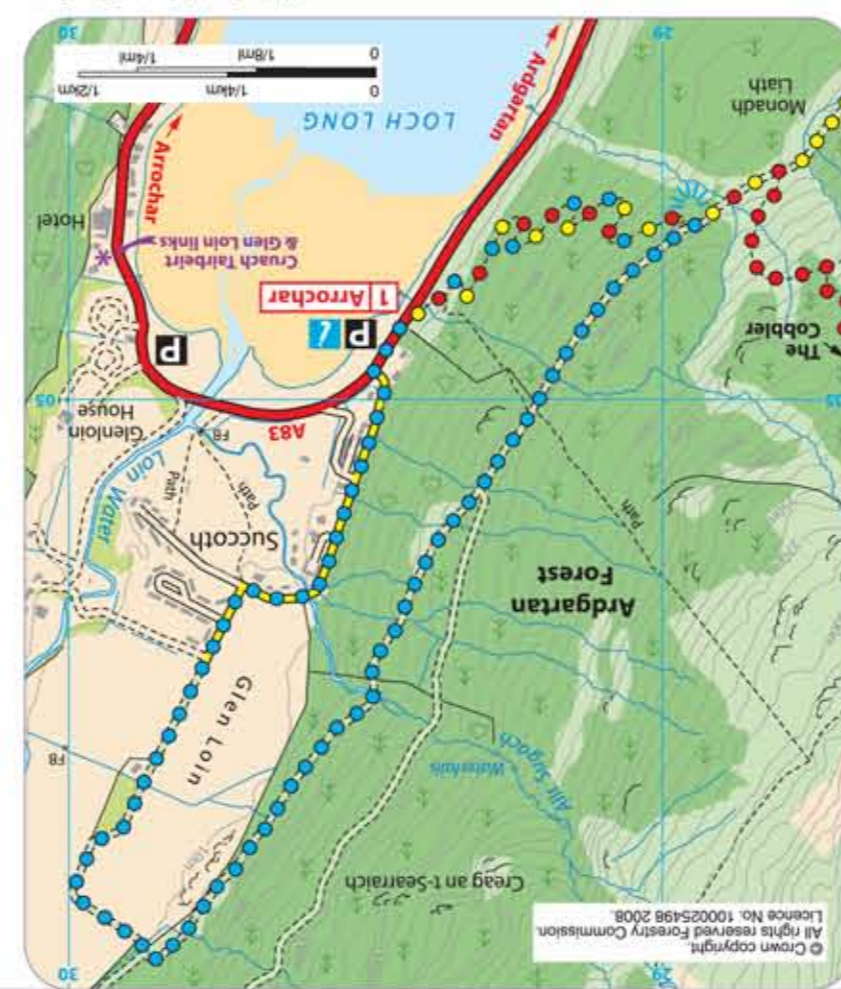 © Crown copyright.
All rights reserved Forestry Commission.
Licence No. 100025498 2008.
29
30
Creag an t-Searraich
Allt Sugach
Waterfalls
FB
Glen Loin
Ardgartan
Forest
Path
Succoth
Path
Path
Loin Water
FB
A83
Glenloin
House
05
05
The
Cobbler
P
P i
1 Arrochar
Cruach Tairbeirt
& Glen Loin links
Hotel
Arrochar
Ardgartan
LOCH LONG
Monadh
Liath
0 1/4km 1/2km
0 1/8ml 1/4ml
29
30